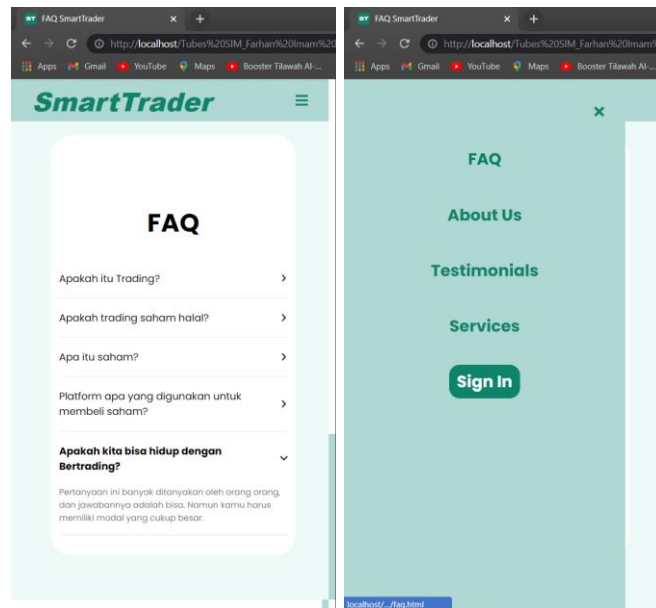 ST FAQ SmartTrader × +
http://localhost/Tubes%20SIM_Farhan%20Imam%20
Apps Gmail YouTube Maps Booster Tilawah Al-...
SmartTrader
FAQ
Apakah itu Trading?
Apakah trading saham halal?
Apa itu saham?
Platform apa yang digunakan untuk
membeli saham?
Apakah kita bisa hidup dengan
Bertrading?
Pertanyaan ini banyak ditanyakan oleh orang orang,
dan jawabannya adalah bisa. Namun kamu harus
memiliki modal yang cukup besar.
ST FAQ SmartTrader × +
http://localhost/Tubes%20SIM_Farhan%20Imam%
Apps Gmail YouTube Maps Booster Tilawah Al-...
×
FAQ
About Us
Testimonials
Services
Sign In
localhost/.../faq.html